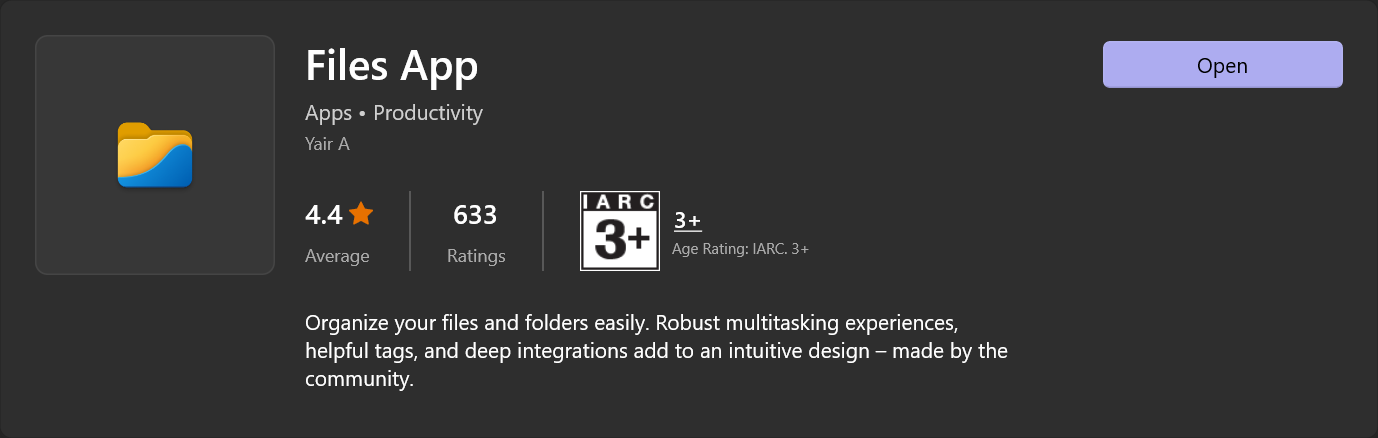 Files App
Open
Apps • Productivity
Yair A
4.4
633
IARC
3+
3+
Average
Ratings
Age Rating: IARC. 3+
Organize your files and folders easily. Robust multitasking experiences,
helpful tags, and deep integrations add to an intuitive design – made by the
community.